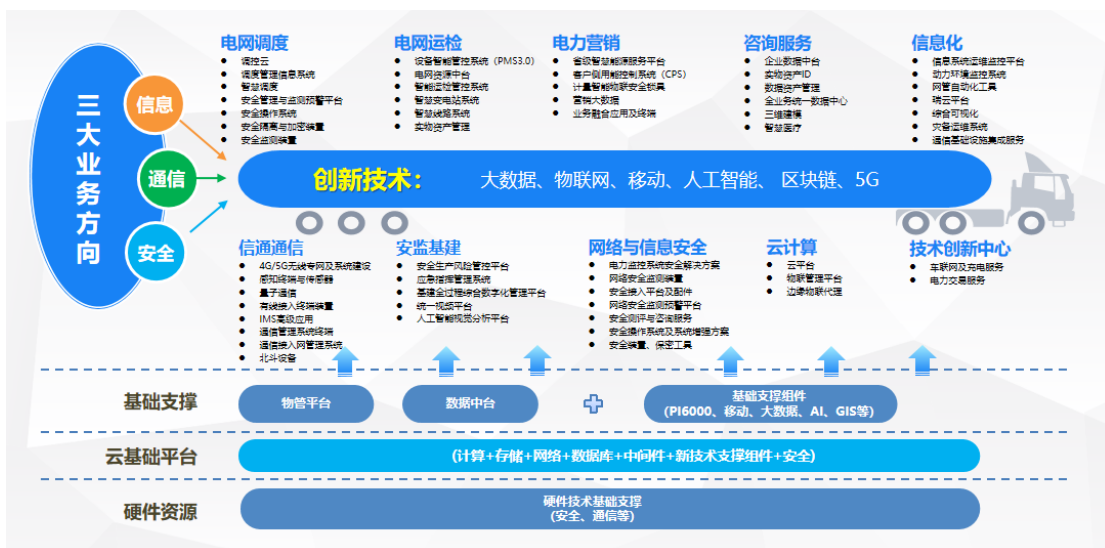 三大业务方向
信息
通信
安全
电网调度
调控云
调度管理信息系统
智慧调度
安全管理与监测预警平台
安全操作系统
安全隔离与加密装置
安全监测装置
电网运检
设备智能管控系统（PMS3.0）
电网资源中台
智能运检管控系统
智慧变电站系统
智慧线路系统
实物资产管理
电力营销
省级智慧能源服务平台
客户侧用能控制系统（CPS）
计量智能物联安全锁具
营销大数据
业务融合应用及终端
咨询服务
企业数据中台
实物资产ID
数据资产管理
全业务统一数据中心
三维建模
智慧医疗
信息化
信息系统运维监控平台
动力环境监控系统
网管自动化工具
瑞云平台
综合可视化
灾备运维系统
通信基础设施集成服务
创新技术： 大数据、物联网、移动、人工智能、 区块链、5G
信通通信
4G/5G无线专网及系统建设
感知终端与传感器
量子通信
有线接入终端装置
IMS高级应用
通信管理系统终端
通信接入网管理系统
北斗设备
安监基建
安全生产风险管控平台
应急指挥管理系统
基建全过程综合数字化管理平台
统一视频平台
人工智能视觉分析平台
网络与信息安全
电力监控系统安全解决方案
网络安全监测装置
安全接入平台及配件
网络安全监测预警平台
安全测评与咨询服务
安全操作系统及系统增强方案
安全装置、保密工具
云计算
云平台
物联管理平台
边缘物联代理
技术创新中心
车联网及充电服务
电力交易服务
基础支撑
物管平台
数据中台
基础支撑组件
(PI6000、移动、大数据、AI、GIS等)
云基础平台
(计算+存储+网络+数据库+中间件+新技术支撑组件+安全)
硬件资源
硬件技术基础支撑
(安全、通信等)